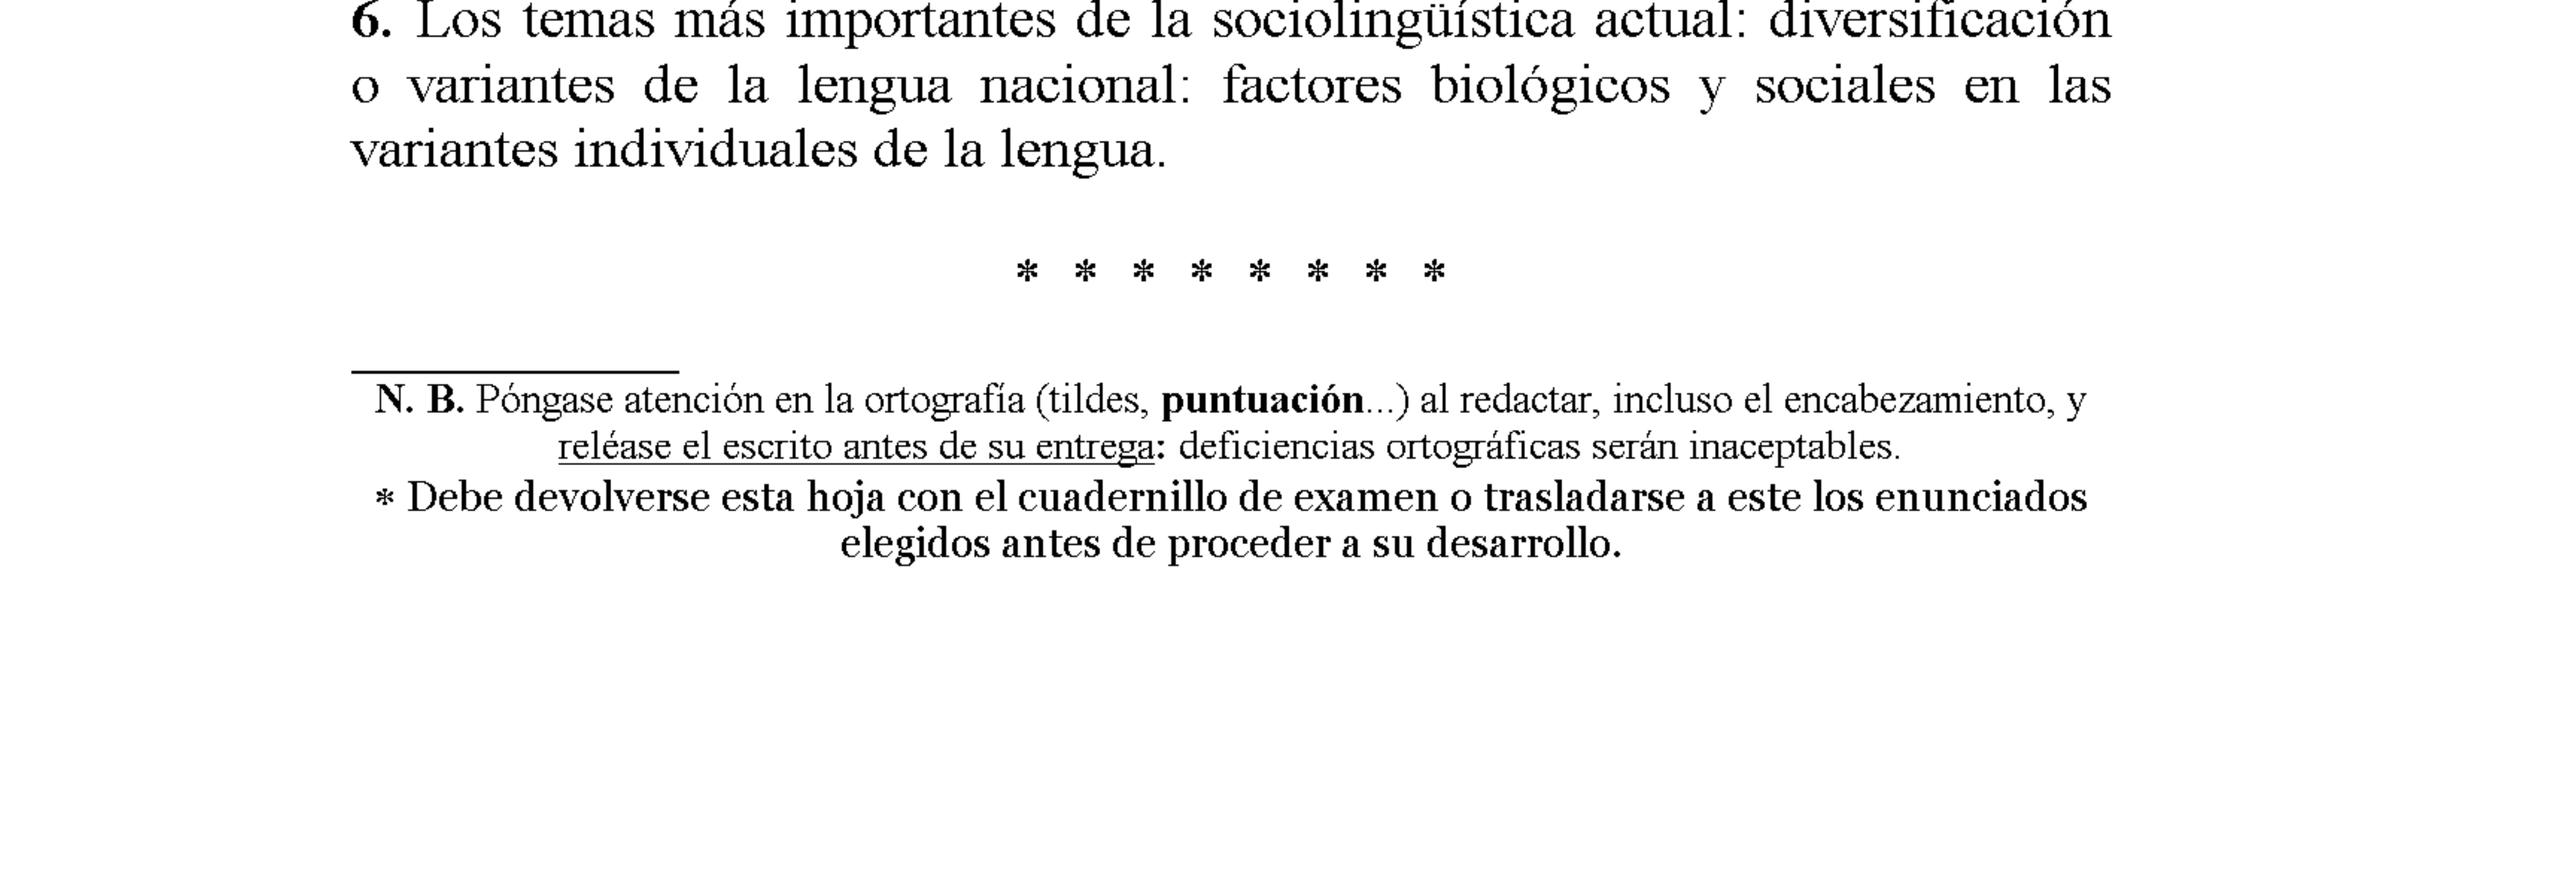 6. Los temas más importantes de la sociolingüística actual: diversificación
o variantes de la lengua nacional: factores biológicos y sociales en las
variantes individuales de la lengua.
* * * * * * * *
N. B. Póngase atención en la ortografía (tildes, puntuación...) al redactar, incluso el encabezamiento, y
reléase el escrito antes de su entrega: deficiencias ortográficas serán inaceptables.
* Debe devolverse esta hoja con el cuadernillo de examen o trasladarse a este los enunciados
elegidos antes de proceder a su desarrollo.